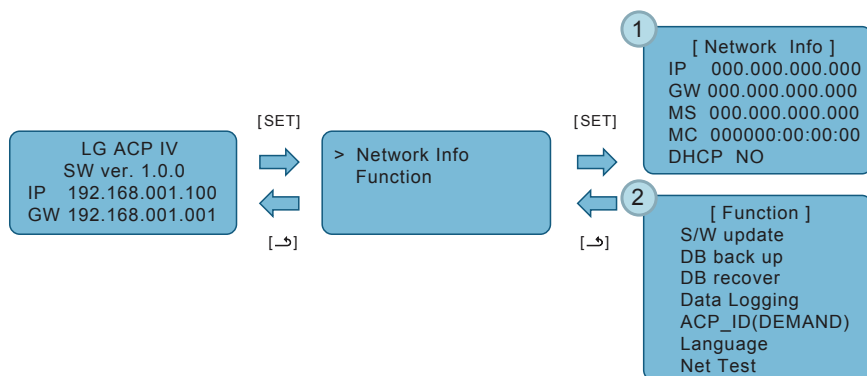 LG ACP IV
SW ver. 1.0.0
IP 192.168.001.100
GW 192.168.001.001
[SET]
[⮐]
> Network Info
Function
[SET]
[⮐]
1
[ Network Info ]
IP 000.000.000.000
GW 000.000.000.000
MS 000.000.000.000
MC 000000:00:00:00
DHCP NO
2
[ Function ]
S/W update
DB back up
DB recover
Data Logging
ACP_ID(DEMAND)
Language
Net Test